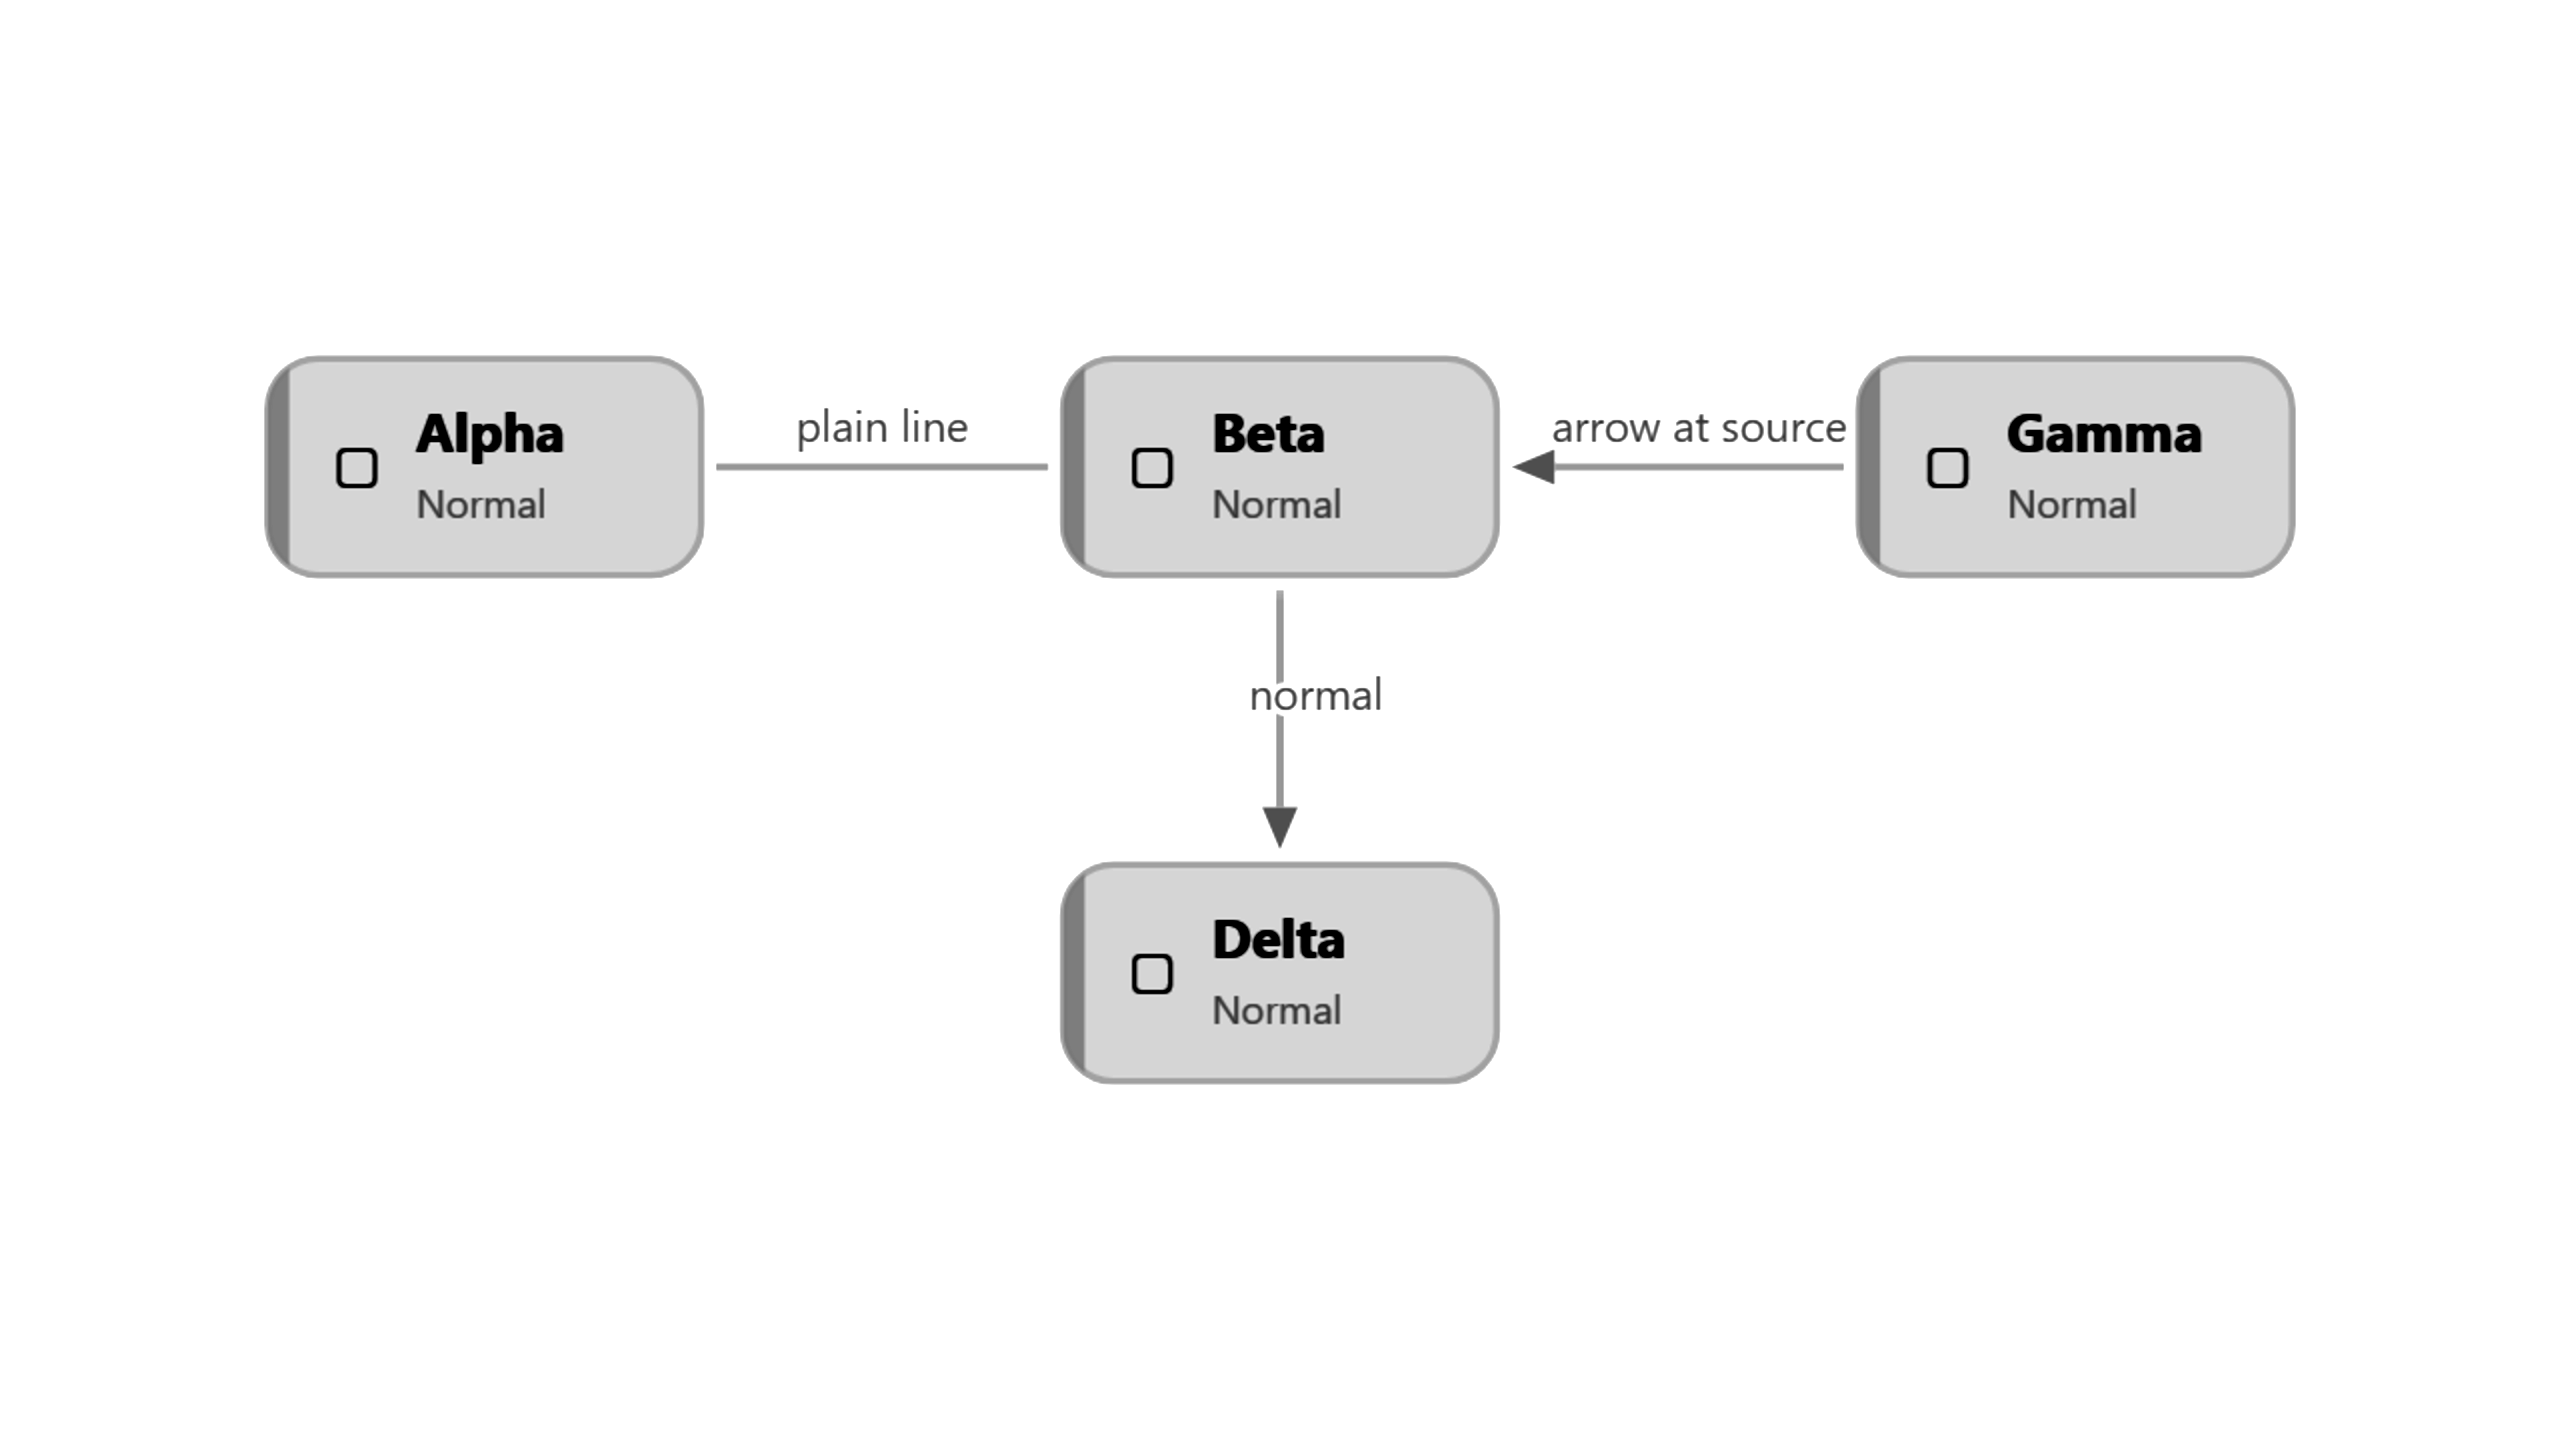 Alpha
Normal
plain line
Beta
Normal
arrow at source
Gamma
Normal
normal
Delta
Normal